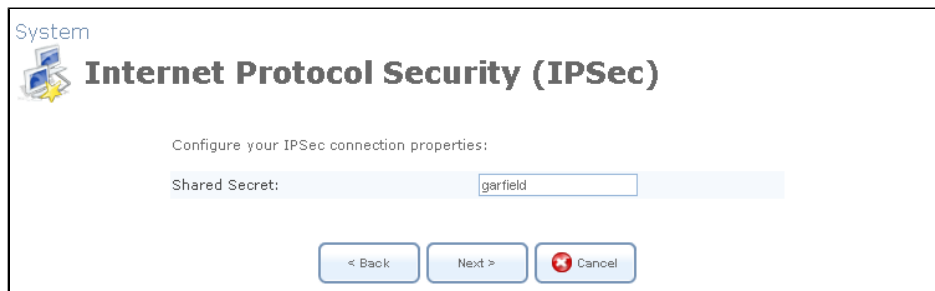 System
Internet Protocol Security (IPSec)
Configure your IPSec connection properties:
Shared Secret: garfield
< Back Next > Cancel